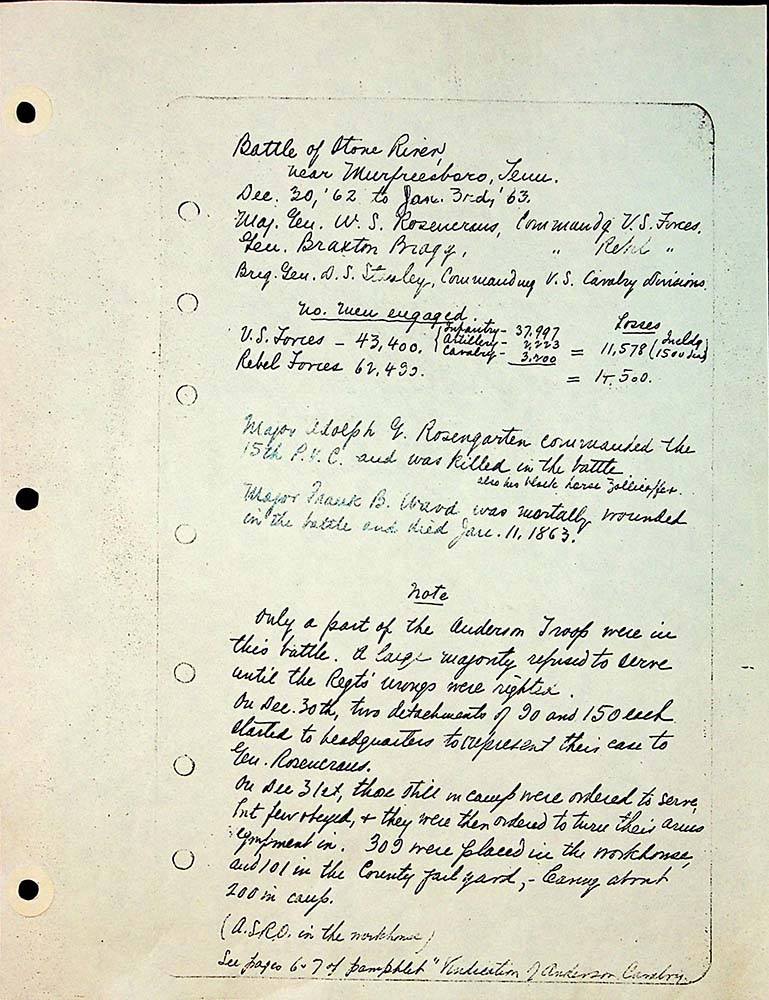 Battle of Stone River,
near Murfreesboro, Tenn.
Dec. 30, '62 to Jan. 3rd, '63.
Maj. Gen. W. S. Rosencrans, Commandg U.S. Forces.
Gen. Braxton Bragg, " Rebel "
Brig. Gen. D. S. Stanley, Commanding U.S. Cavalry Divisions.
No. men engaged. Losses
U.S. Forces - 43,400. { Infantry - 37,997
Artillery - 2,223
Cavalry - 3,200 = 11,578 (Incldg
Rebel Forces 62,490. = 14,500.
Major Adolph G. Rosengarten commanded the
15th P.V.C. and was killed in the battle
also his black horse Zollicoffer.
Major Frank B. Ward was mortally wounded
in the battle and died Jan. 11, 1863.
Note
Only a part of the Anderson Troop were in
this battle. A large majority refused to serve
until the Regts' wrongs were righted.
On Dec. 30th, two detachments of 90 and 150 each
started to headquarters to represent their case to
Gen. Rosencrans.
On Dec 31st, those still in camp were ordered to serve,
but few obeyed, & they were then ordered to turn their arms
equipment in. 309 were placed in the workhouse,
and 101 in the County jail yard, - leaving about
200 in camp.
(A.S.R.O. in the workhouse)
See pages 6-7 of pamphlet "Vindication of Anderson Cavalry.